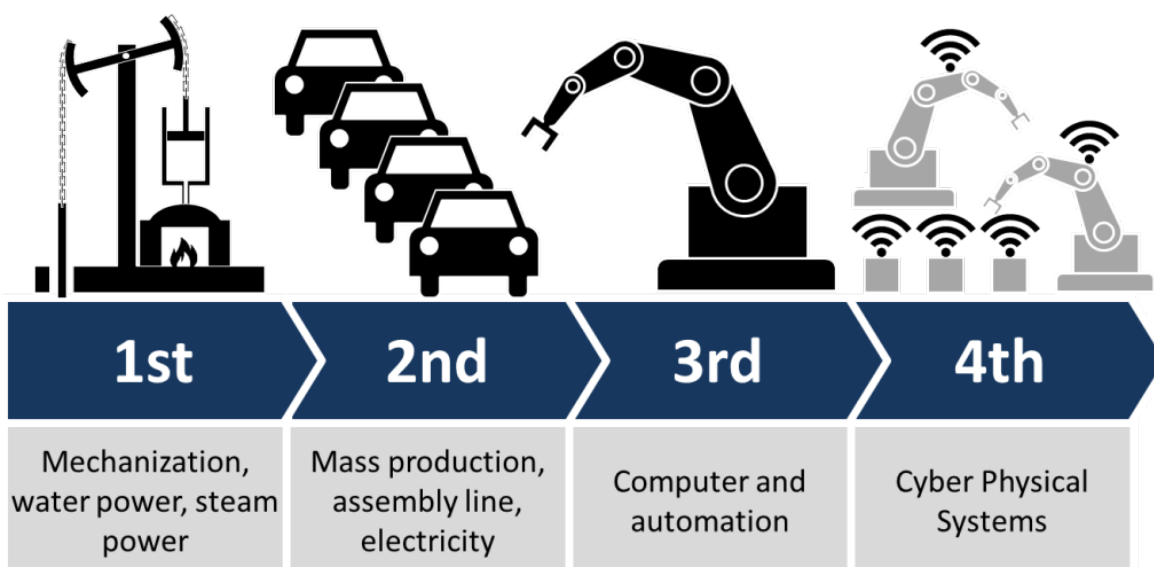 1st
2nd
3rd
4th
Mechanization,
water power, steam
power
Mass production,
assembly line,
electricity
Computer and
automation
Cyber Physical
Systems